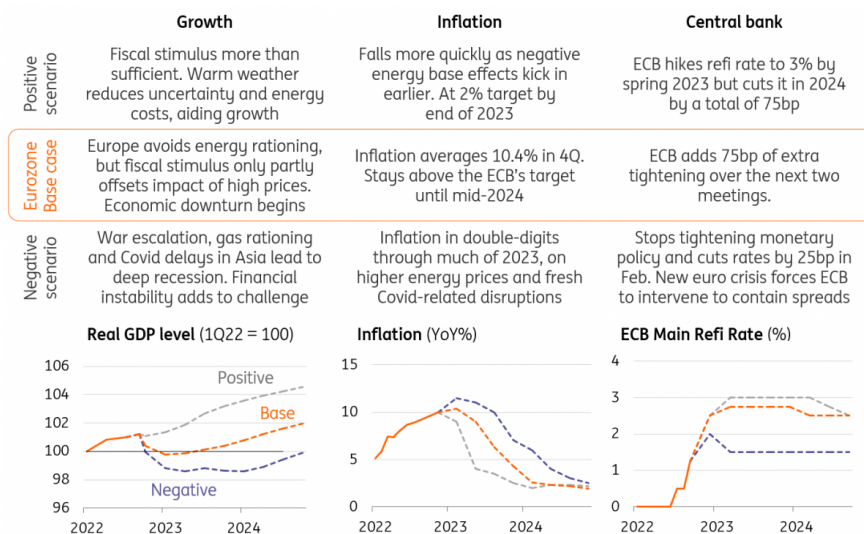 Growth
Inflation
Central bank
Positive
scenario
Fiscal stimulus more than
sufficient. Warm weather
reduces uncertainty and energy
costs, aiding growth
Falls more quickly as negative
energy base effects kick in
earlier. At 2% target by
end of 2023
ECB hikes refi rate to 3% by
spring 2023 but cuts it in 2024
by a total of 75bp
Eurozone
Base case
Europe avoids energy rationing,
but fiscal stimulus only partly
offsets impact of high prices.
Economic downturn begins
Inflation averages 10.4% in 4Q.
Stays above the ECB's target
until mid-2024
ECB adds 75bp of extra
tightening over the next two
meetings.
Negative
scenario
War escalation, gas rationing
and Covid delays in Asia lead to
deep recession. Financial
instability adds to challenge
Inflation in double-digits
through much of 2023, on
higher energy prices and fresh
Covid-related disruptions
Stops tightening monetary
policy and cuts rates by 25bp in
Feb. New euro crisis forces ECB
to intervene to contain spreads
Real GDP level (1Q22 = 100)
106
104
102
100
98
96
Positive
Base
Negative
2022
2023
2024
Inflation (YoY%)
15
10
5
0
2022
2023
2024
ECB Main Refi Rate (%)
4
3
2
1
0
2022
2023
2024